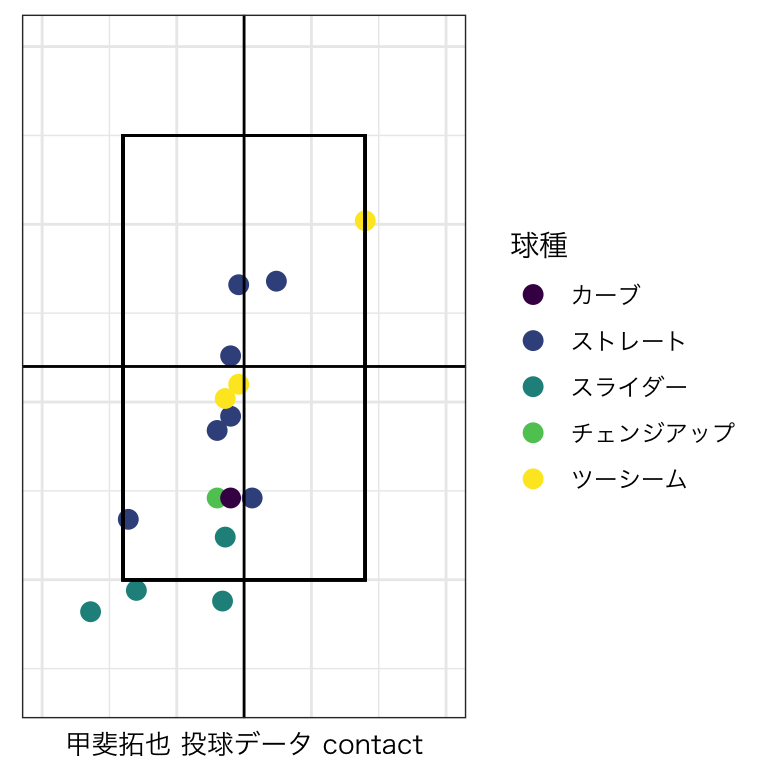 球種
カーブ
ストレート
スライダー
チェンジアップ
ツーシーム
甲斐拓也 投球データ contact